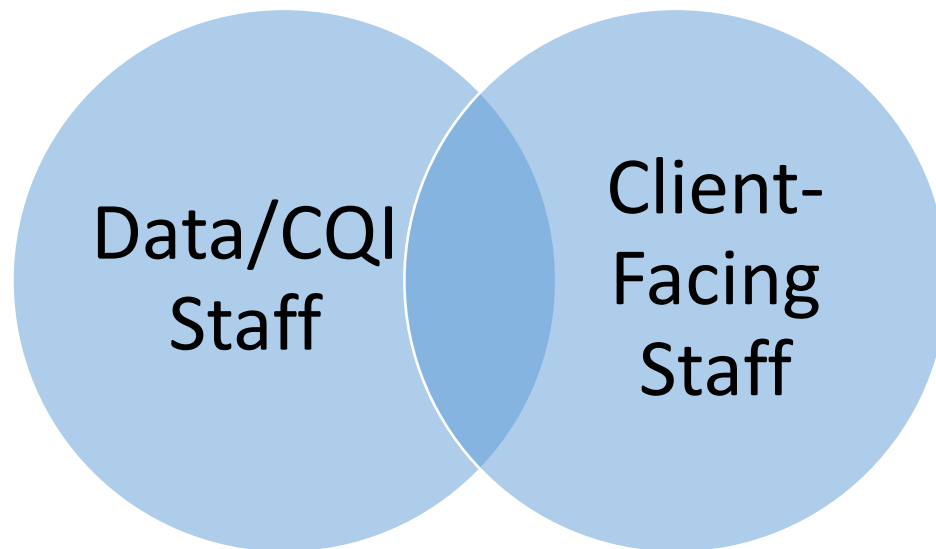 Data/CQI
Staff
Client-
Facing
Staff